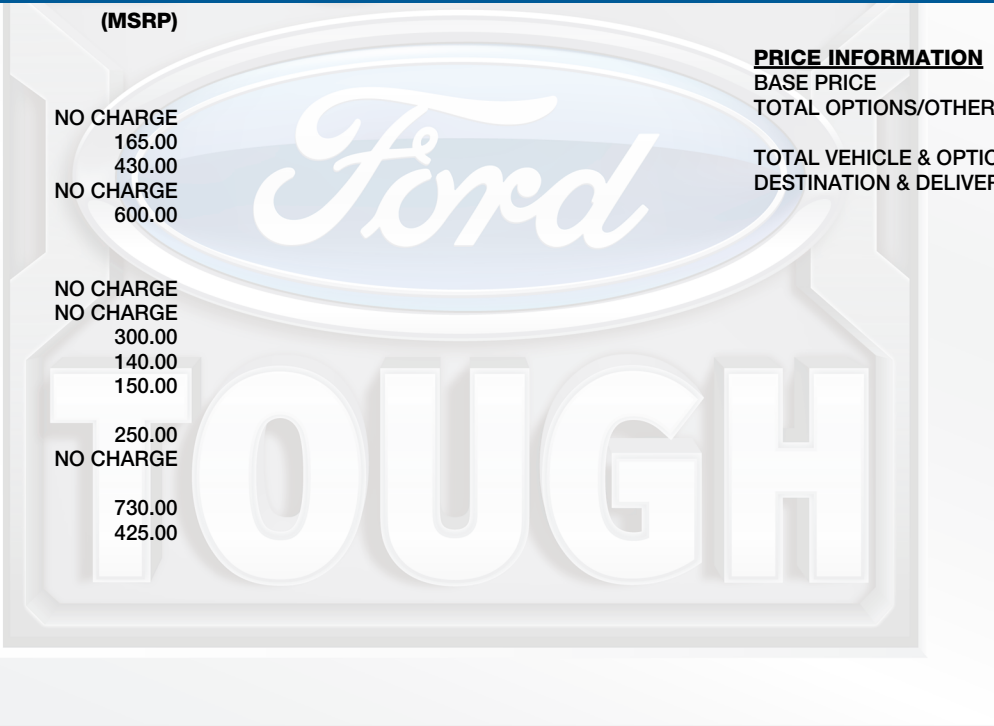 (MSRP)
NO CHARGE
165.00
430.00
NO CHARGE
600.00
NO CHARGE
NO CHARGE
300.00
140.00
150.00
250.00
NO CHARGE
730.00
425.00
PRICE INFORMATION
BASE PRICE
TOTAL OPTIONS/OTHER
TOTAL VEHICLE & OPTIO
DESTINATION & DELIVER
Ford
TOUGH